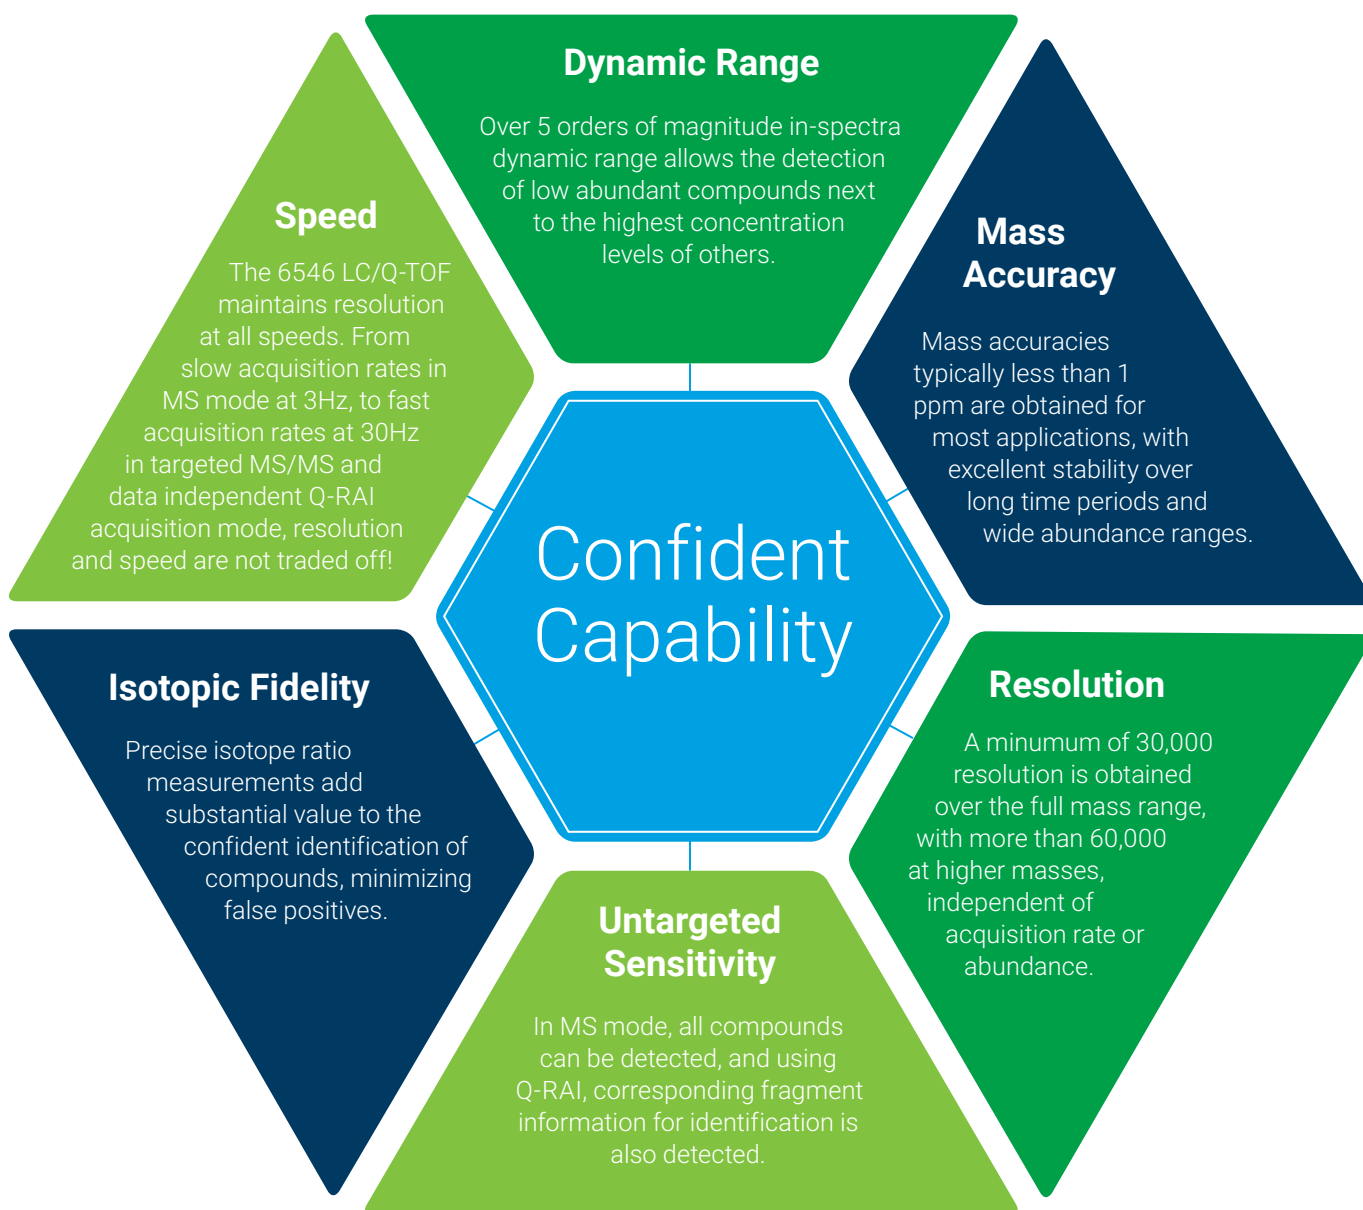 Dynamic Range
Over 5 orders of magnitude in-spectra
dynamic range allows the detection
of low abundant compounds next
to the highest concentration
levels of others.
Speed
The 6546 LC/Q-TOF
maintains resolution
at all speeds. From
slow acquisition rates in
MS mode at 3Hz, to fast
acquisition rates at 30Hz
in targeted MS/MS and
data independent Q-RAI
acquisition mode, resolution
and speed are not traded off!
Mass
Accuracy
Mass accuracies
typically less than 1
ppm are obtained for
most applications, with
excellent stability over
long time periods and
wide abundance ranges.
Confident
Capability
Isotopic Fidelity
Precise isotope ratio
measurements add
substantial value to the
confident identification of
compounds, minimizing
false positives.
Resolution
A minumum of 30,000
resolution is obtained
over the full mass range,
with more than 60,000
at higher masses,
independent of
acquisition rate or
abundance.
Untargeted
Sensitivity
In MS mode, all compounds
can be detected, and using
Q-RAI, corresponding fragment
information for identification is
also detected.